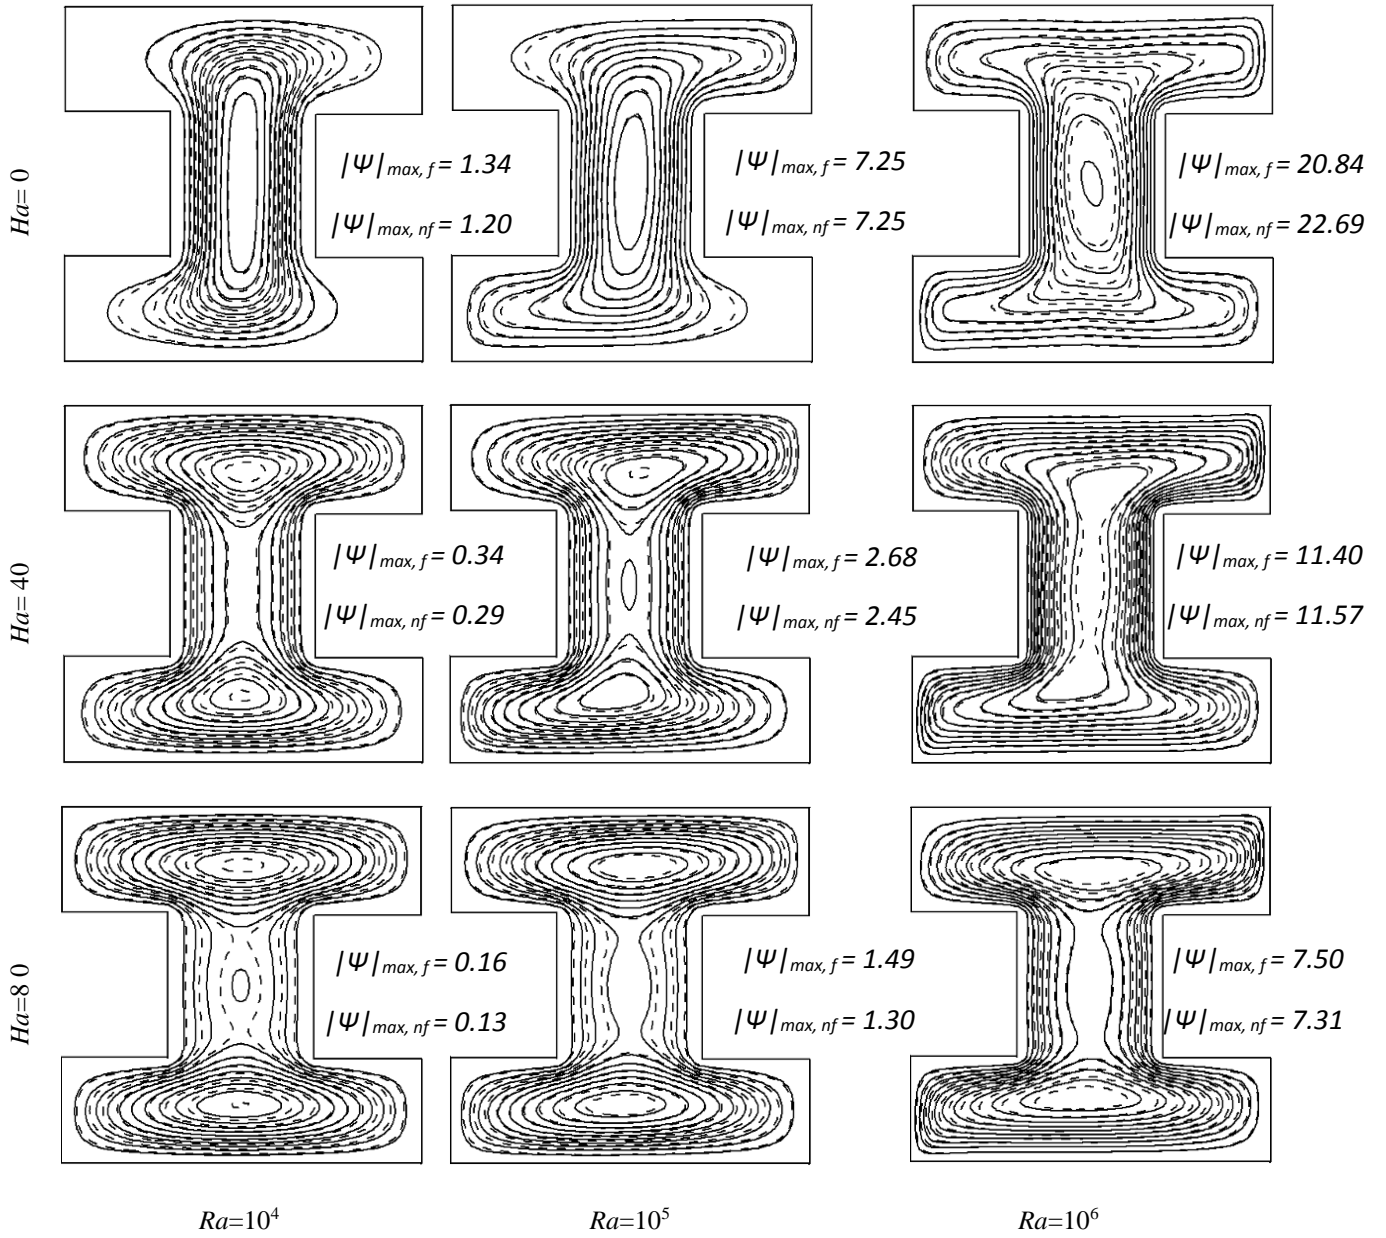 Ha= 0
|Ψ|max, f = 1.34
|Ψ|max, nf = 1.20
|Ψ|max, f = 7.25
|Ψ|max, nf = 7.25
|Ψ|max, f = 20.84
|Ψ|max, nf = 22.69
Ha= 40
|Ψ|max, f = 0.34
|Ψ|max, nf = 0.29
|Ψ|max, f = 2.68
|Ψ|max, nf = 2.45
|Ψ|max, f = 11.40
|Ψ|max, nf = 11.57
Ha=8 0
|Ψ|max, f = 0.16
|Ψ|max, nf = 0.13
|Ψ|max, f = 1.49
|Ψ|max, nf = 1.30
|Ψ|max, f = 7.50
|Ψ|max, nf = 7.31
Ra=10⁴
Ra=10⁵
Ra=10⁶